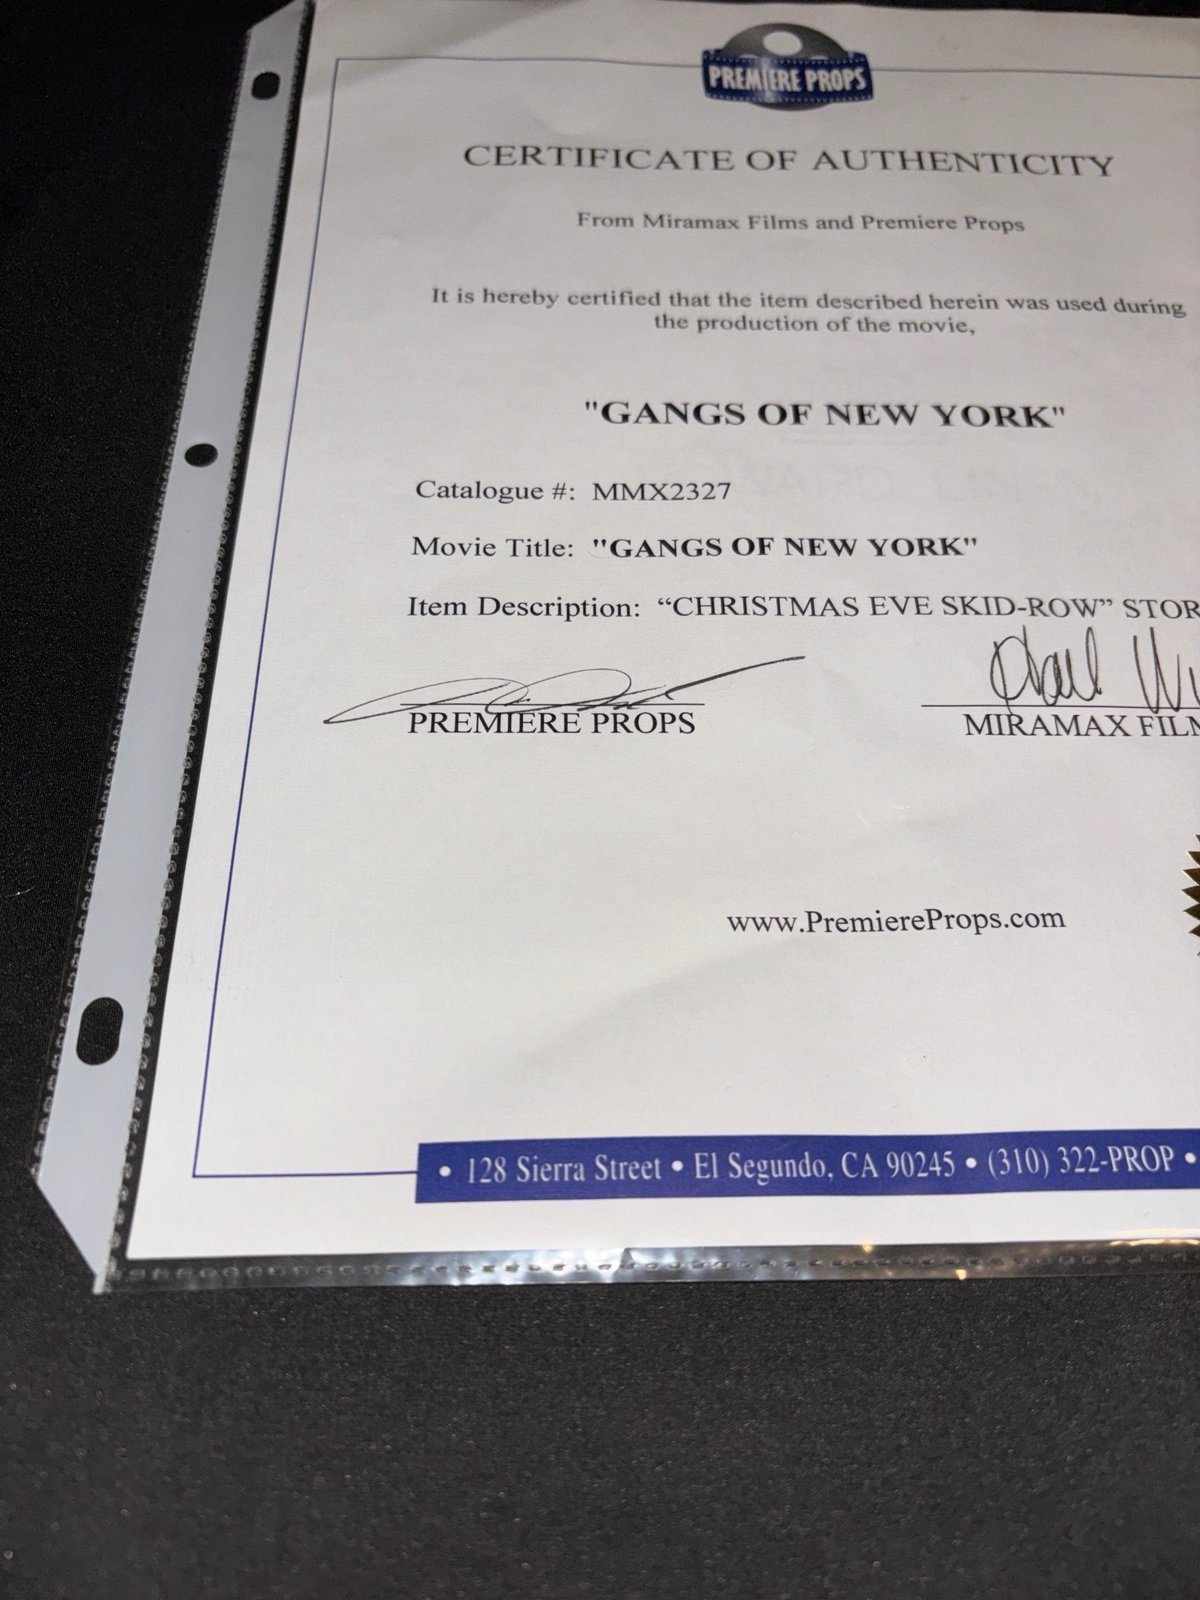 PREMIERE PROPS
CERTIFICATE OF AUTHENTICITY
From Miramax Films and Premiere Props
It is hereby certified that the item described herein was used during
the production of the movie,
"GANGS OF NEW YORK"
Catalogue #: MMX2327
Movie Title: "GANGS OF NEW YORK"
Item Description: “CHRISTMAS EVE SKID-ROW” STOR
PREMIERE PROPS
MIRAMAX FILM
www.PremiereProps.com
• 128 Sierra Street • El Segundo, CA 90245 • (310) 322-PROP •